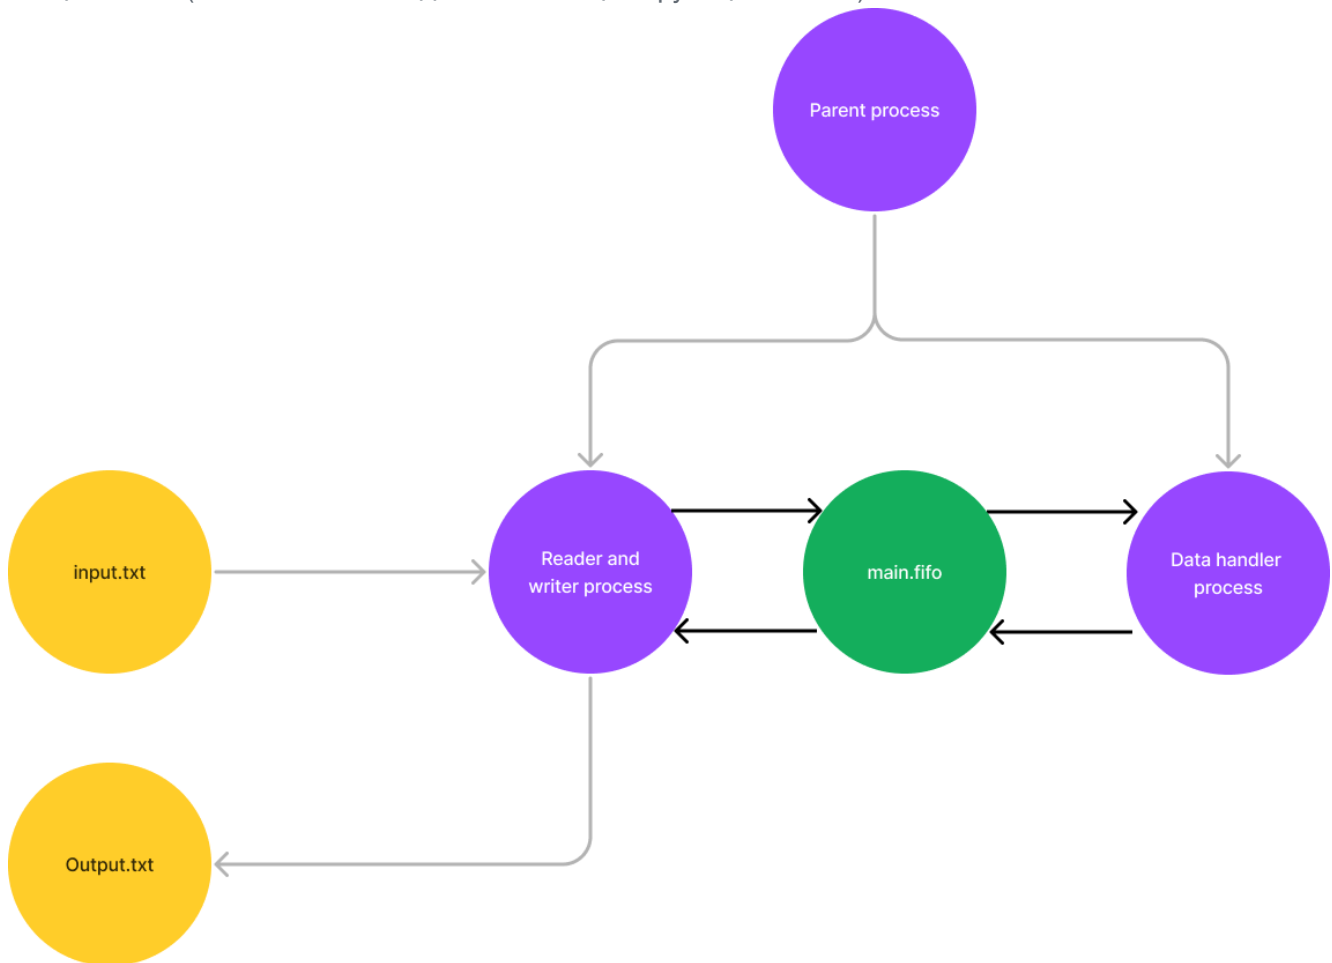 Parent process
input.txt
Reader and
writer process
main.fifo
Data handler
process
Output.txt